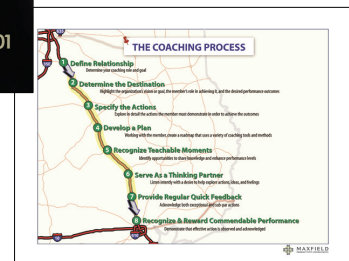 01
THE COACHING PROCESS
1 Define Relationship
Determine your coaching role and goal
2 Determine the Destination
Highlight the organization's vision or goal, the member's role in achieving it, and the desired performance outcomes
3 Specify the Actions
Explain in detail the actions the member must demonstrate in order to achieve the outcomes
4 Develop a Plan
Working with the member, create a roadmap that uses a variety of coaching tools and methods
5 Recognize Teachable Moments
Identify opportunities to share knowledge and enhance performance levels
6 Serve As a Thinking Partner
Listen intently with a desire to help explore actions, ideas, and feelings
7 Provide Regular Quick Feedback
Acknowledge both exceptional and sub-par actions
8 Recognize & Reward Commendable Performance
Demonstrate that effective action is observed and acknowledged
MAXFIELD